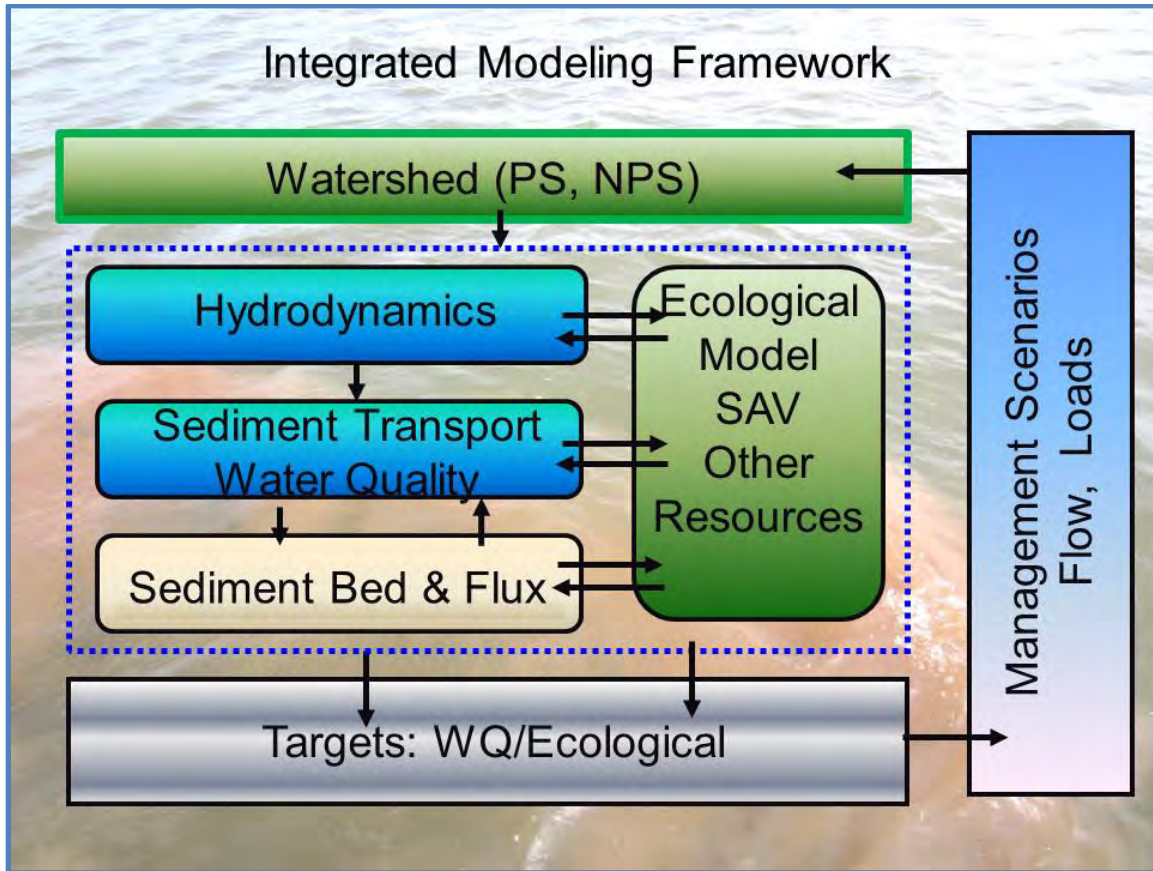 Integrated Modeling Framework
Watershed (PS, NPS)
Hydrodynamics
Sediment Transport
Water Quality
Sediment Bed & Flux
Ecological
Model
SAV
Other
Resources
Targets: WQ/Ecological
Management Scenarios
Flow, Loads